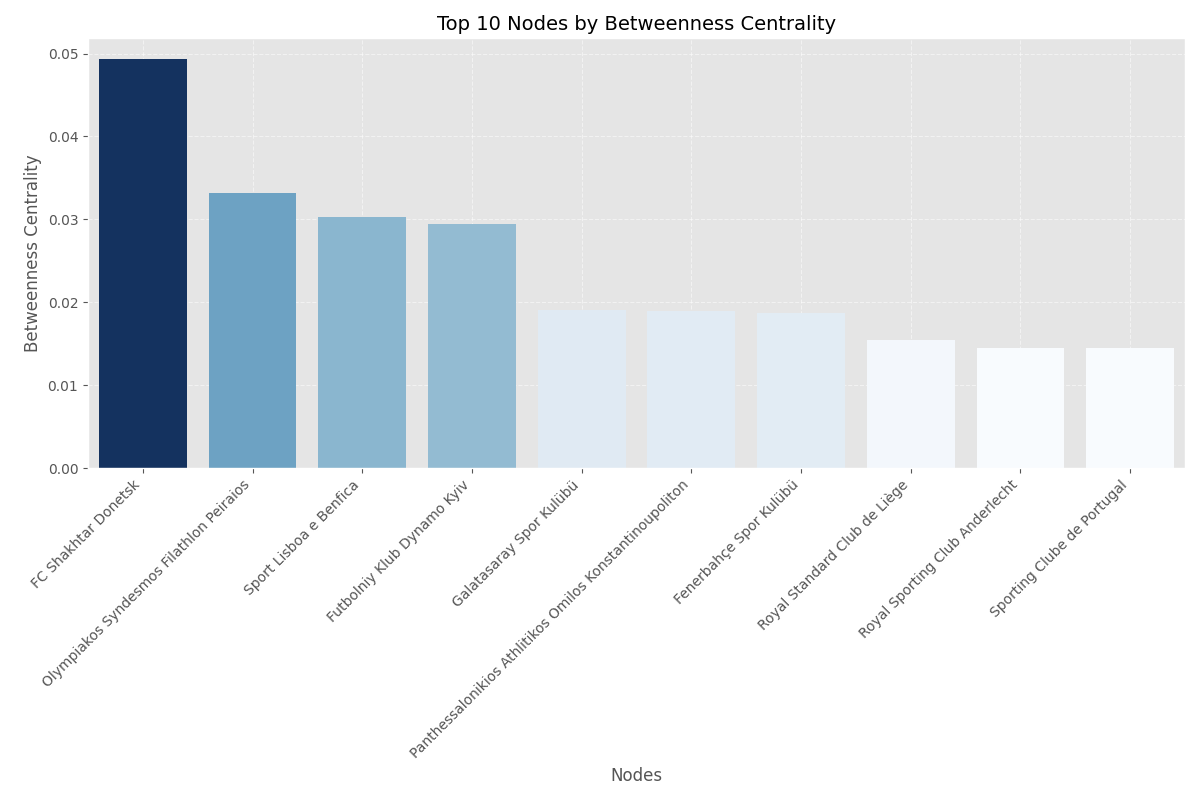 Top 10 Nodes by Betweenness Centrality
Betweenness Centrality
0.05
0.04
0.03
0.02
0.01
0.00
FC Shakhtar Donetsk
Olympiakos Syndesmos Filathlon Peiraios
Sport Lisboa e Benfica
Futbolniy Klub Dynamo Kyiv
Galatasaray Spor Kulübü
Panthessalonikios Athlitikos Omilos Konstantinoupoliton
Fenerbahçe Spor Kulübü
Royal Standard Club de Liège
Royal Sporting Club Anderlecht
Sporting Clube de Portugal
Nodes